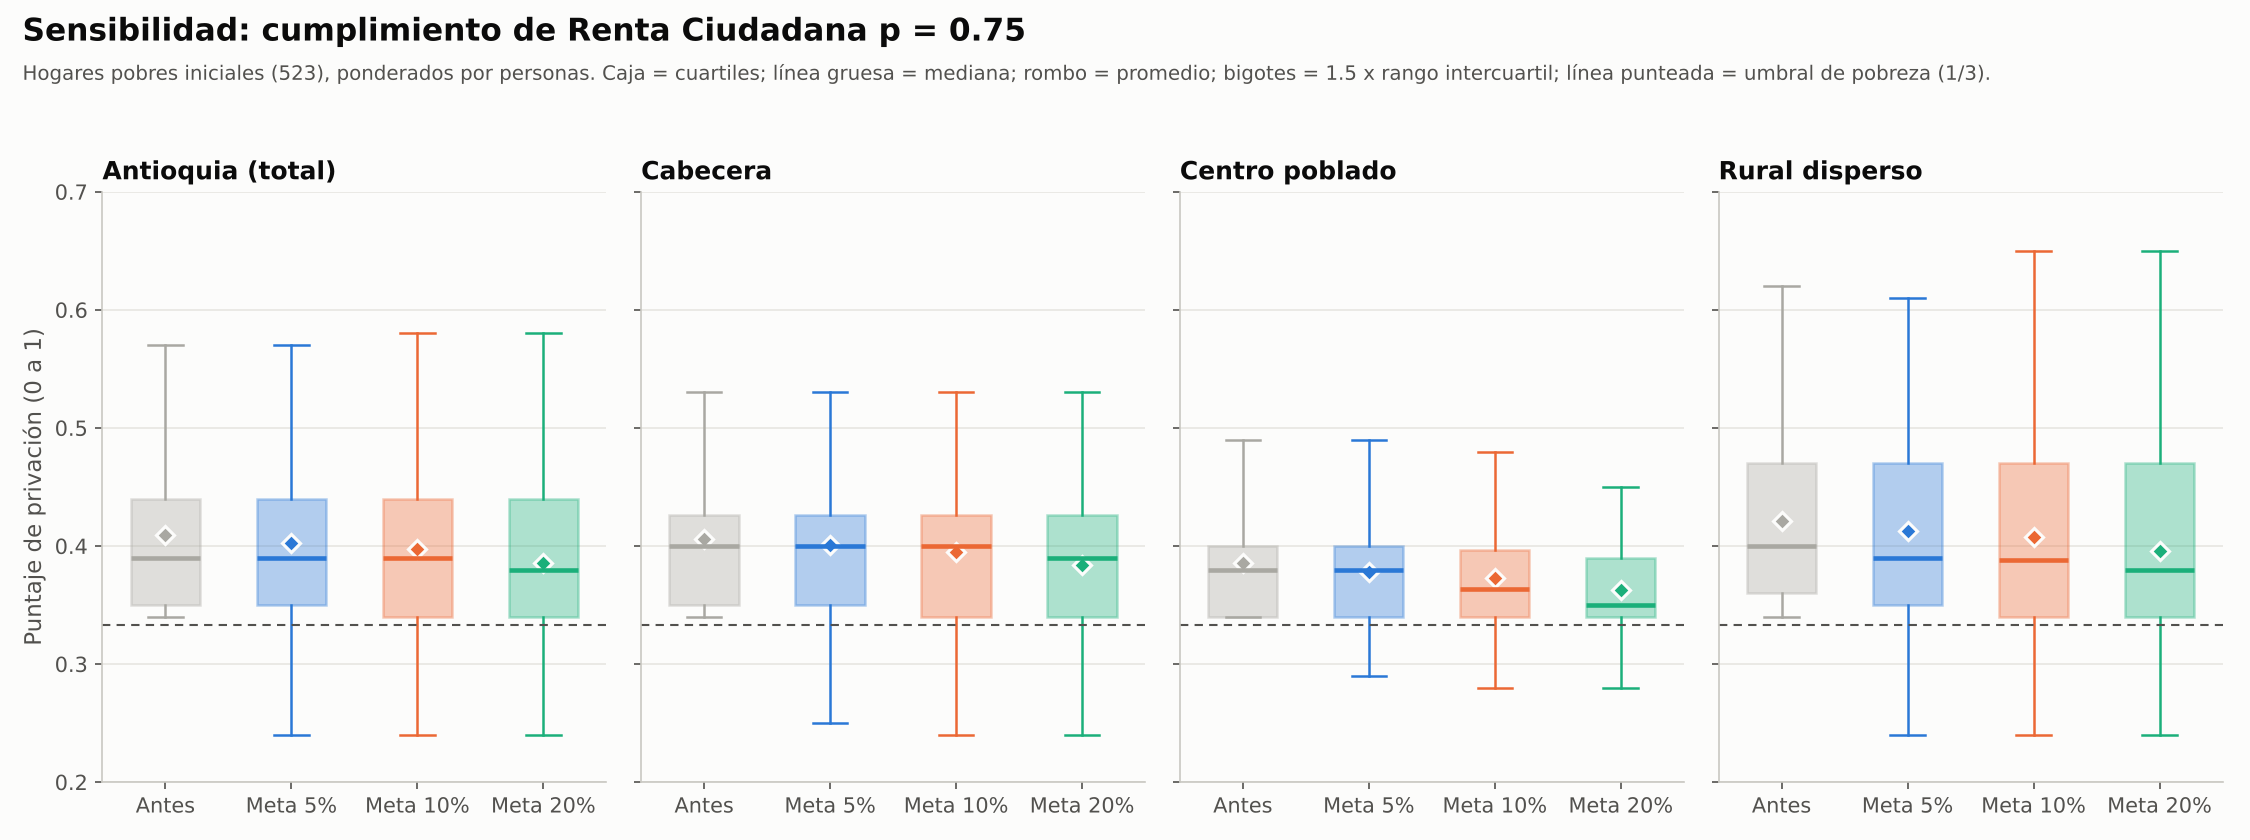 Sensibilidad: cumplimiento de Renta Ciudadana p = 0.75
Hogares pobres iniciales (523), ponderados por personas. Caja = cuartiles; línea gruesa = mediana; rombo = promedio; bigotes = 1.5 x rango intercuartil; línea punteada = umbral de pobreza (1/3).
Antioquia (total)
Cabecera
Centro poblado
Rural disperso
Puntaje de privación (0 a 1)
0.7
0.6
0.5
0.4
0.3
0.2
Antes Meta 5% Meta 10% Meta 20%
Antes Meta 5% Meta 10% Meta 20%
Antes Meta 5% Meta 10% Meta 20%
Antes Meta 5% Meta 10% Meta 20%